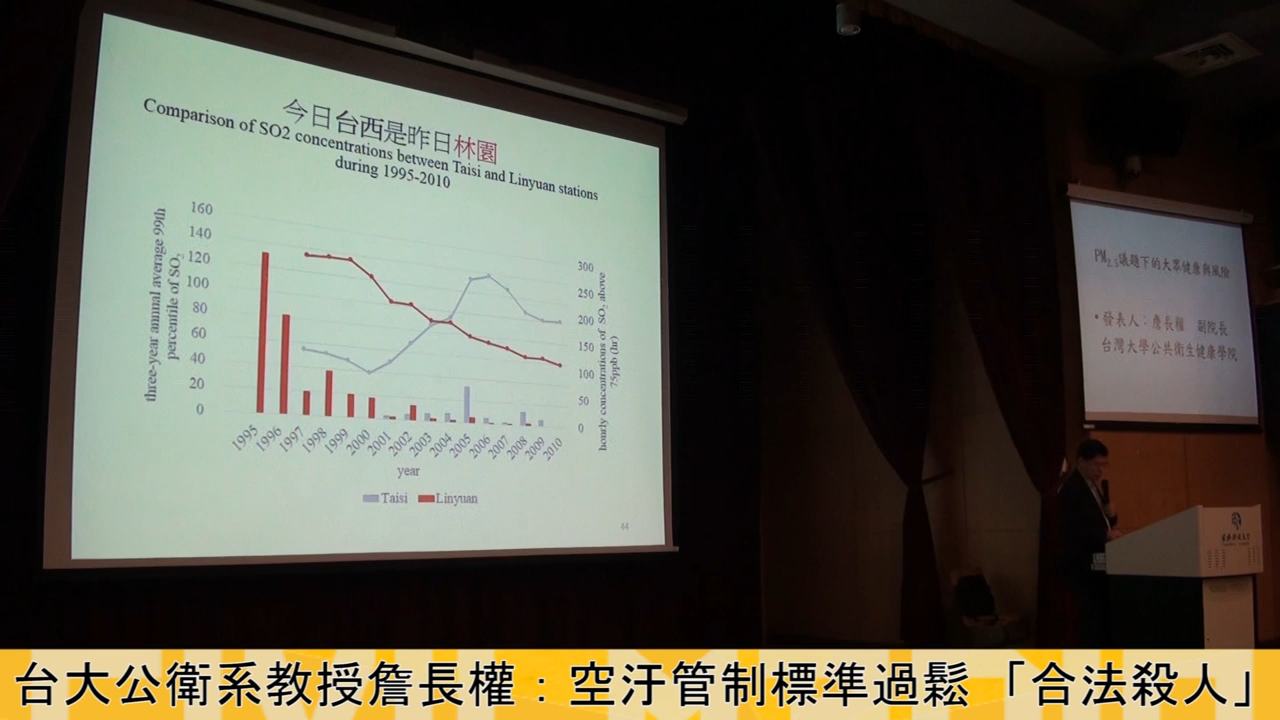 今日台西是昨日林園
Comparison of SO2 concentrations between Taisi and Linyuan stations
during 1995-2010
three-year annual average 99th
percentile of SO2
160
140
120
100
80
60
40
20
0
300
250
200
150
100
50
0
hourly concentrations of SO2 above
75ppb (hr)
1995 1996 1997 1998 1999 2000 2001 2002 2003 2004 2005 2006 2007 2008 2009 2010
year
Taisi Linyuan
44
PM2.5議題下的大眾健康與風險
•發表人：詹長權 副院長
台灣大學公共衛生健康學院
台大公衛系教授詹長權：空汙管制標準過鬆「合法殺人」